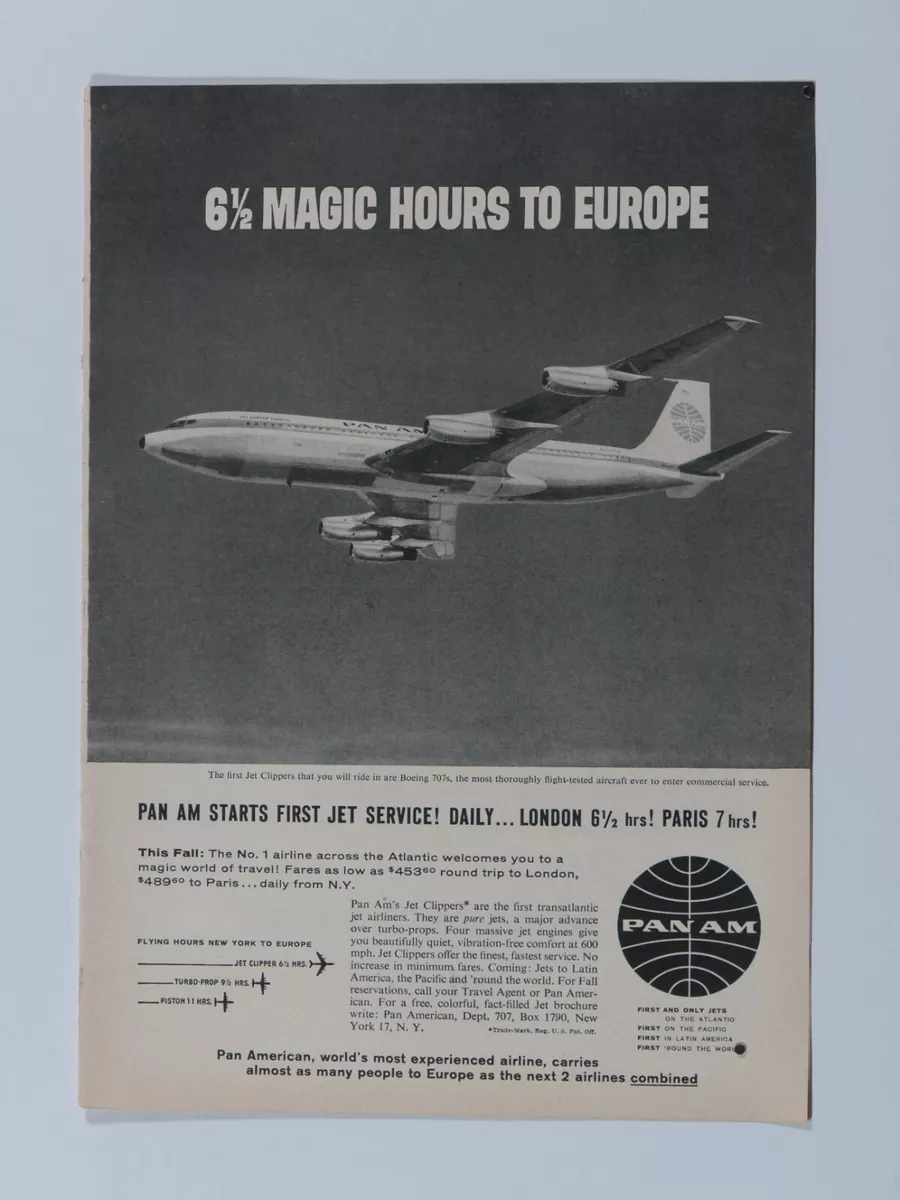 6½ MAGIC HOURS TO EUROPE
PAN AM
The first Jet Clippers that you will ride in are Boeing 707s, the most thoroughly flight-tested aircraft ever to enter commercial service.
PAN AM STARTS FIRST JET SERVICE! DAILY... LONDON 6½ hrs! PARIS 7 hrs!
This Fall: The No. 1 airline across the Atlantic welcomes you to a
magic world of travel! Fares as low as $453⁶⁰ round trip to London,
$489⁶⁰ to Paris... daily from N.Y.
FLYING HOURS NEW YORK TO EUROPE
JET CLIPPER 6½ HRS.
TURBO-PROP 9½ HRS.
PISTON 11 HRS.
Pan Am's Jet Clippers* are the first transatlantic
jet airliners. They are pure jets, a major advance
over turbo-props. Four massive jet engines give
you beautifully quiet, vibration-free comfort at 600
mph. Jet Clippers offer the finest, fastest service. No
increase in minimum fares. Coming: Jets to Latin
America, the Pacific and 'round the world. For Fall
reservations, call your Travel Agent or Pan Amer-
ican. For a free, colorful, fact-filled Jet brochure
write: Pan American, Dept. 707, Box 1790, New
York 17, N. Y.
*Trade-Mark, Reg. U. S. Pat. Off.
PAN AM
FIRST AND ONLY JETS
ON THE ATLANTIC
FIRST ON THE PACIFIC
FIRST IN LATIN AMERICA
FIRST 'ROUND THE
Pan American, world's most experienced airline, carries
almost as many people to Europe as the next 2 airlines combined